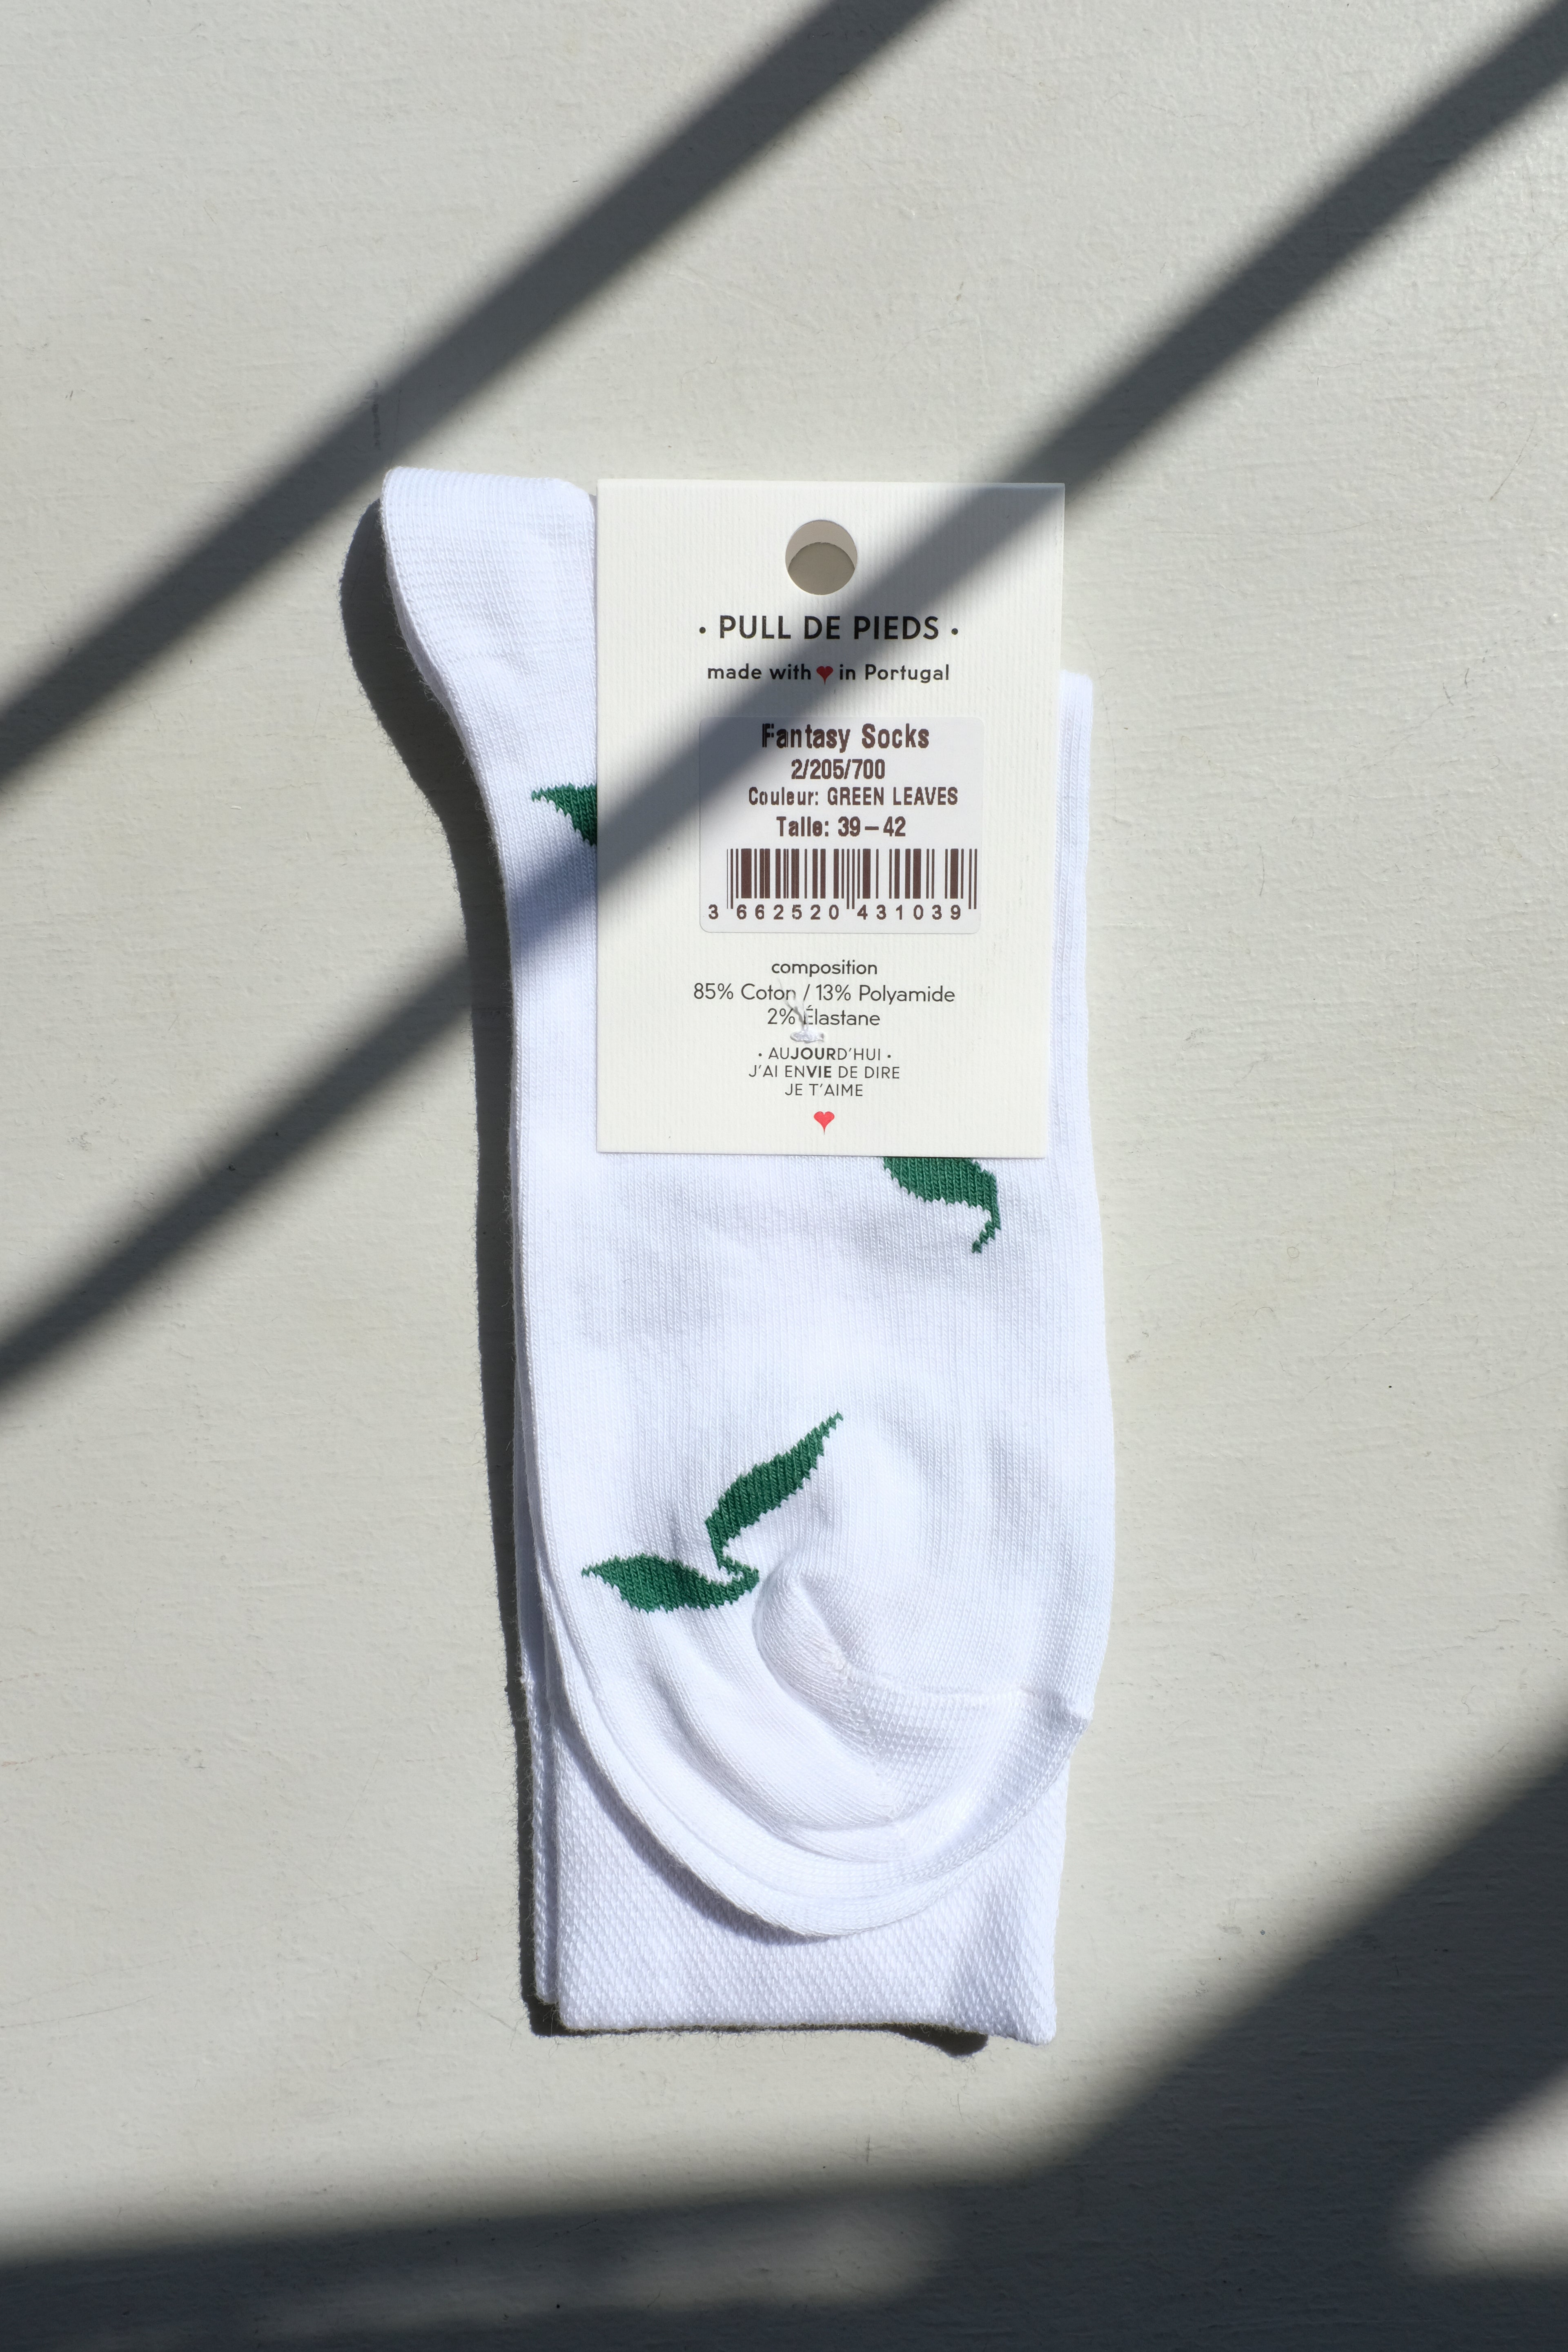 · PULL DE PIEDS ·
made with ♥ in Portugal
Fantasy Socks
2/205/700
Couleur: GREEN LEAVES
Taille: 39-42
3 662520 431039
composition
85% Coton / 13% Polyamide
2% Élastane
· AUJOURD'HUI ·
J'AI ENVIE DE DIRE
JE T'AIME